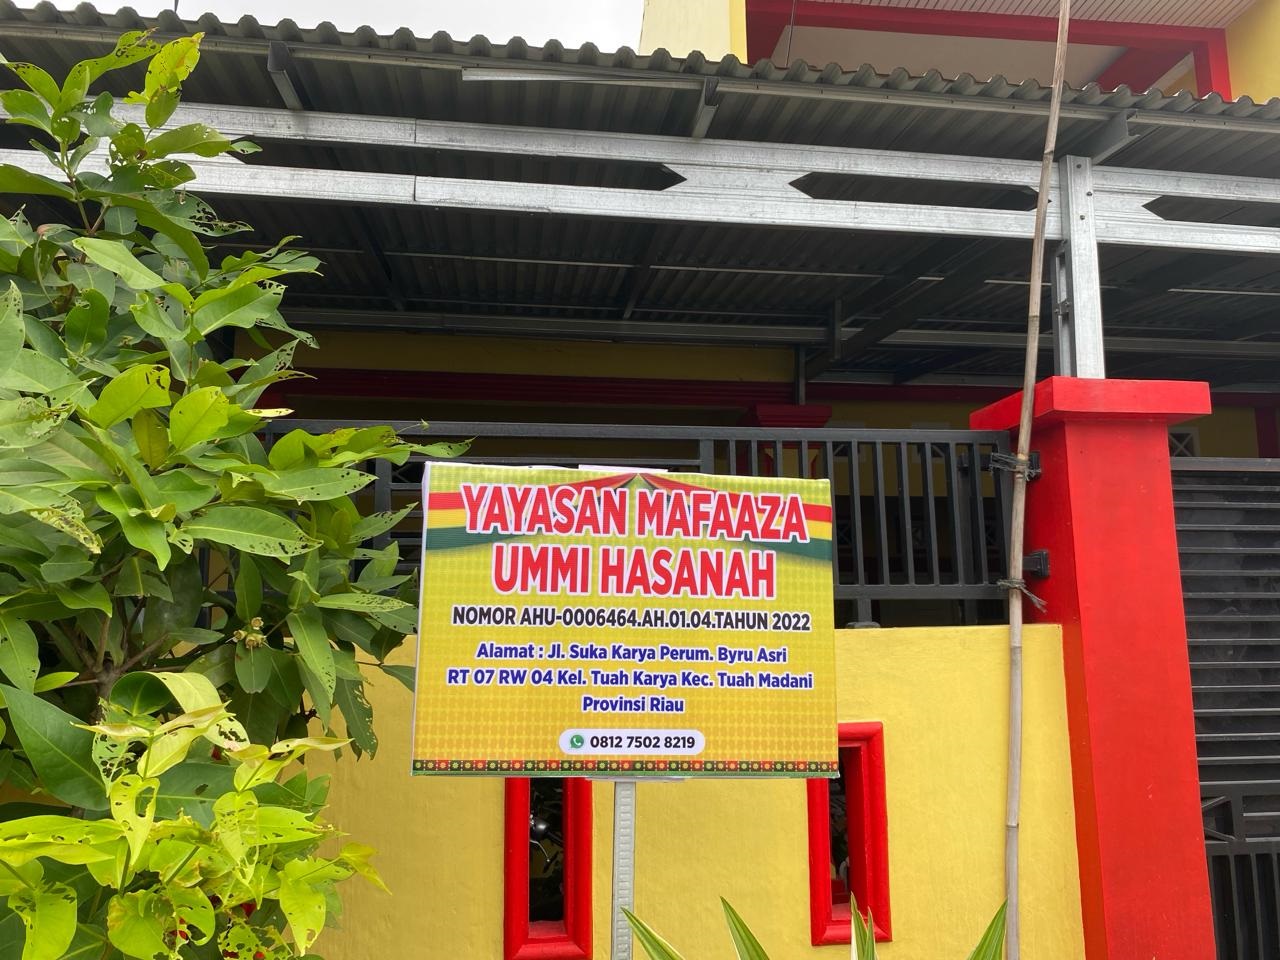 YAYASAN MAFAAZA
UMMI HASANAH
NOMOR AHU-0006464.AH.01.04.TAHUN 2022
Alamat : Jl. Suka Karya Perum. Byru Asri
RT 07 RW 04 Kel. Tuah Karya Kec. Tuah Madani
Provinsi Riau
0812 7502 8219